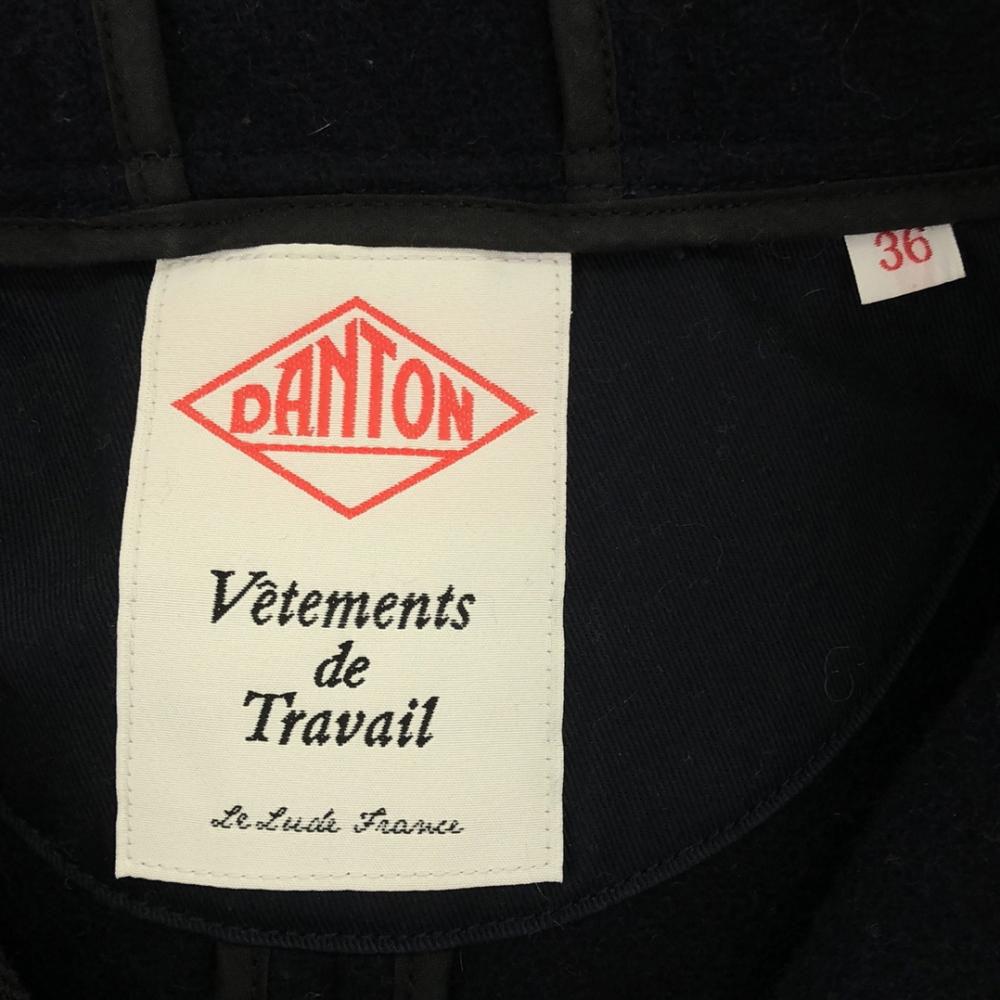 36
DANTON
Vêtements
de
Travail
Le Lude France